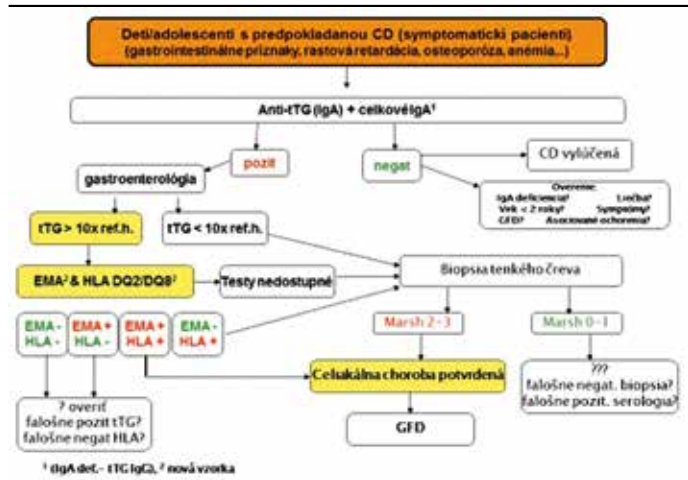 Deti/adolescenti s predpokladanou CD (symptomatickí pacienti)
(gastrointestinálne príznaky, rastová retardácia, osteoporóza, anémia...)
Anti-tTG (IgA) + celkové IgA¹
pozit
negat
CD vylúčená
gastroenterológia
Overenie:
IgA deficiencia? Liečba?
Vek < 2 roky? Symptómy?
GFD? Asociované ochorenia?
tTG > 10x ref.h.
tTG < 10x ref.h.
EMA² & HLA DQ2/DQ8²
Testy nedostupné
Biopsia tenkého čreva
EMA - EMA + EMA + EMA -
HLA - HLA - HLA + HLA +
Marsh 2 - 3
Marsh 0 - 1
Celiakálna choroba potvrdená
???
falošne negat. biopsia?
falošne pozit. serologia?
? overiť
falošne pozit tTG?
falošne negat HLA?
GFD
¹ (IgA def. - tTG IgG), ² nová vzorka